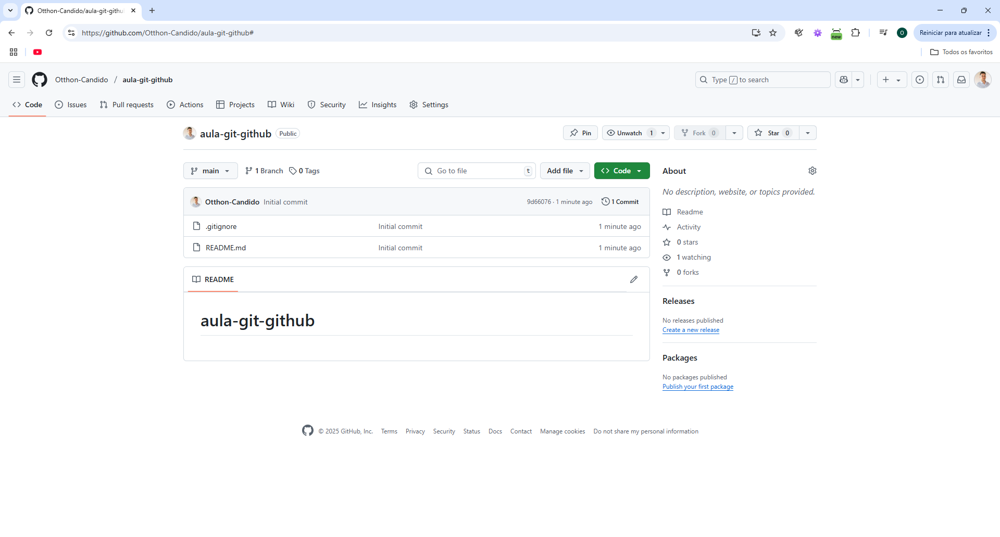 Otthon-Candido/aula-git-githu
https://github.com/Otthon-Candido/aula-git-github#
new
O
Reiniciar para atualizar
Todos os favoritos
Otthon-Candido / aula-git-github
Type / to search
Code
Issues
Pull requests
Actions
Projects
Wiki
Security
Insights
Settings
aula-git-github Public
Pin
Unwatch 1
Fork 0
Star 0
main
1 Branch
0 Tags
Go to file t
Add file
Code
Otthon-Candido Initial commit 9d66076 · 1 minute ago 1 Commit
.gitignore Initial commit 1 minute ago
README.md Initial commit 1 minute ago
README
aula-git-github
About
No description, website, or topics provided.
Readme
Activity
0 stars
1 watching
0 forks
Releases
No releases published
Create a new release
Packages
No packages published
Publish your first package
© 2025 GitHub, Inc. Terms Privacy Security Status Docs Contact Manage cookies Do not share my personal information